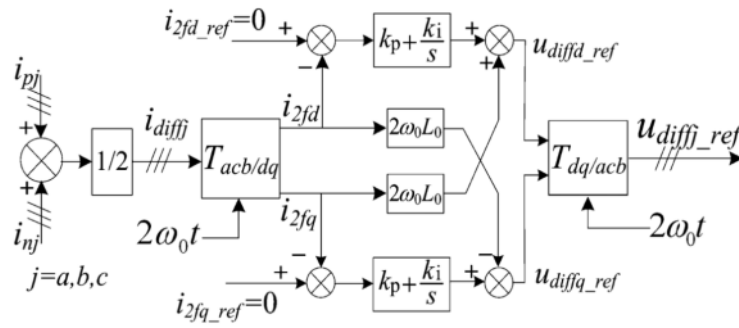 i2fd_ref=0
+
−
kp+ki/s
+
+
udiffd_ref
ipj
+
+
inj
j=a,b,c
1/2
idiffj
Tacb/dq
2ω0t
i2fd
i2fq
2ω0L0
2ω0L0
Tdq/acb
udiffj_ref
2ω0t
−
+
i2fq_ref=0
kp+ki/s
+
−
udiffq_ref